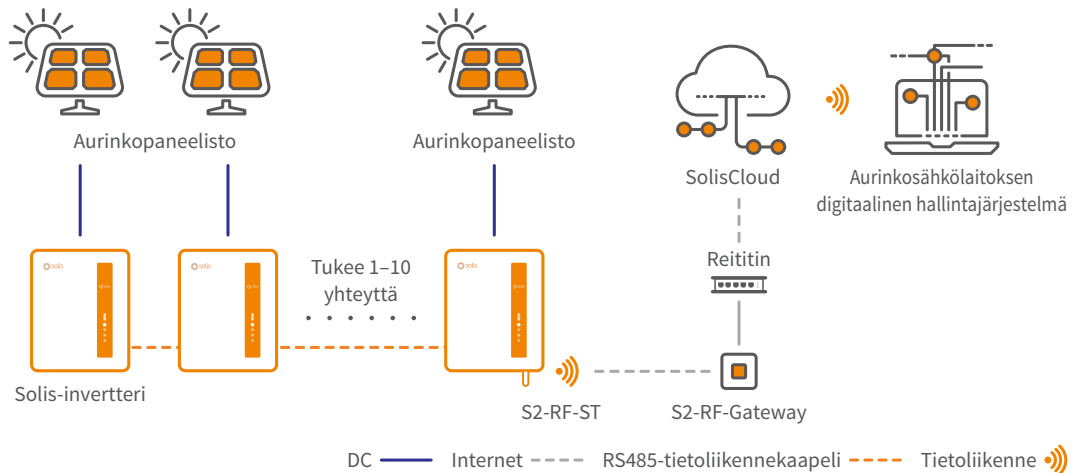 Aurinkopaneelisto
Aurinkopaneelisto
SolisCloud
Aurinkosähkölaitoksen
digitaalinen hallintajärjestelmä
solis
solis
solis
Tukee 1–10
yhteyttä
Reititin
Solis-invertteri
S2-RF-ST
S2-RF-Gateway
DC
Internet
RS485-tietoliikennekaapeli
Tietoliikenne